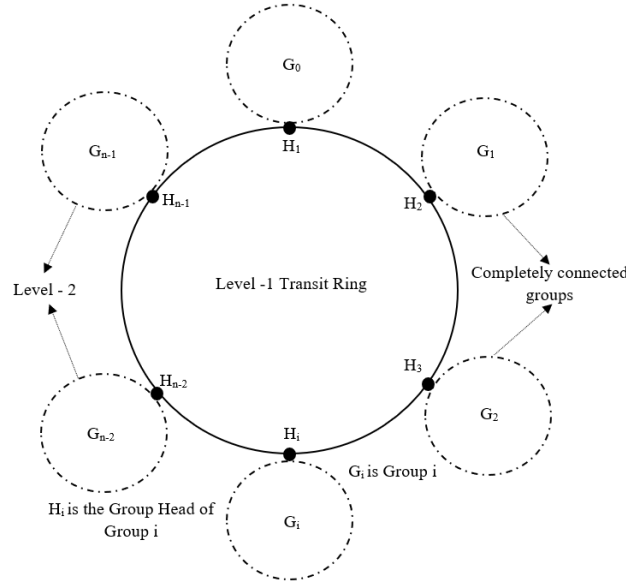 G0
H1
Gn-1
G1
Hn-1
H2
Level - 2
Level -1 Transit Ring
Completely connected
groups
Hn-2
H3
Gn-2
Hi
G2
Gi is Group i
Hi is the Group Head of
Group i
Gi